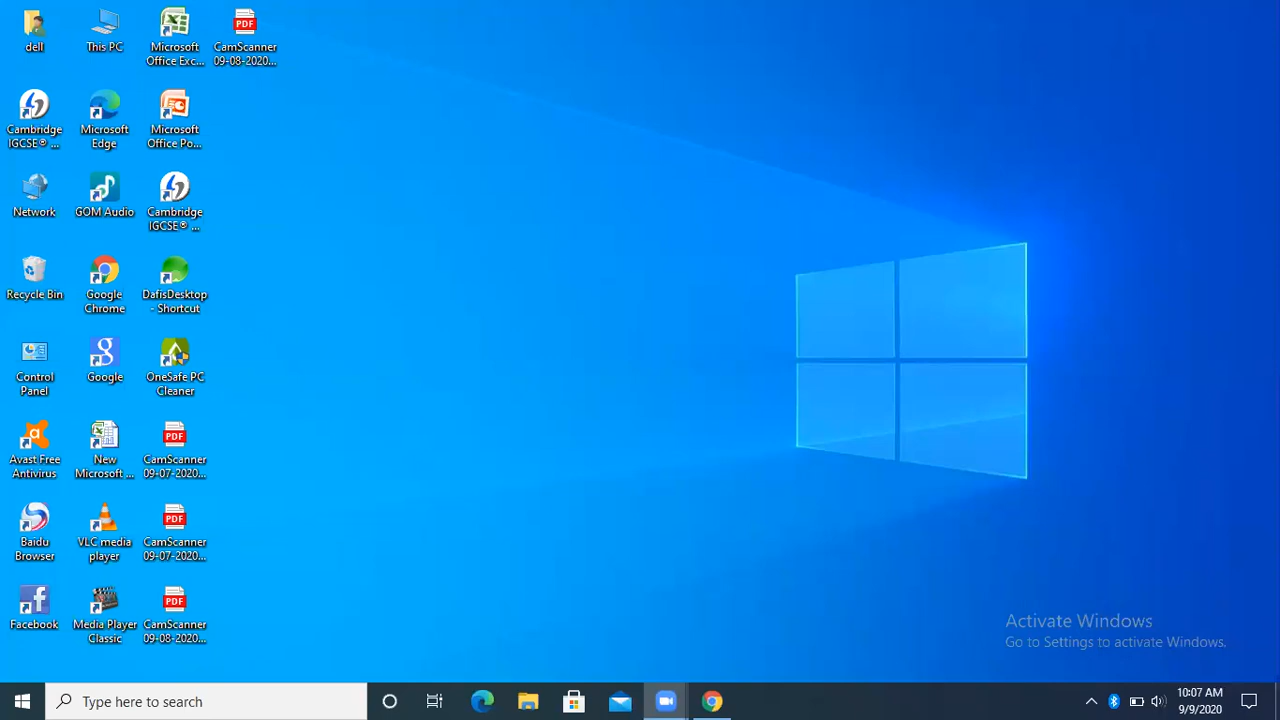 dell
This PC
Microsoft
Office Exc...
PDF
CamScanner
09-08-2020...
Cambridge
IGCSE® ...
Microsoft
Edge
Microsoft
Office Po...
Network
GOM Audio
Cambridge
IGCSE® ...
Recycle Bin
Google
Chrome
DafisDesktop
- Shortcut
Control
Panel
Google
OneSafe PC
Cleaner
Avast Free
Antivirus
New
Microsoft ...
PDF
CamScanner
09-07-2020...
Baidu
Browser
VLC media
player
PDF
CamScanner
09-07-2020...
Facebook
Media Player
Classic
PDF
CamScanner
09-08-2020...
Activate Windows
Go to Settings to activate Windows.
Type here to search
10:07 AM
9/9/2020